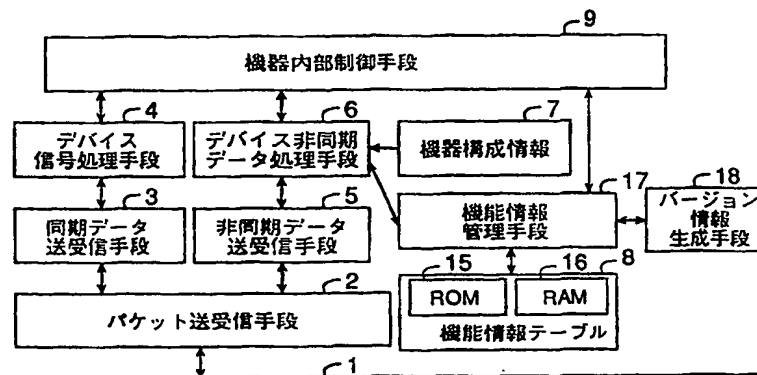 9
機器内部制御手段
4
デバイス
信号処理手段
6
デバイス非同期
データ処理手段
7
機器構成情報
3
同期データ
送受信手段
5
非同期データ
送受信手段
17
機能情報
管理手段
18
バージョン
情報
生成手段
2
パケット送受信手段
15
ROM
16
RAM
8
機能情報テーブル
1